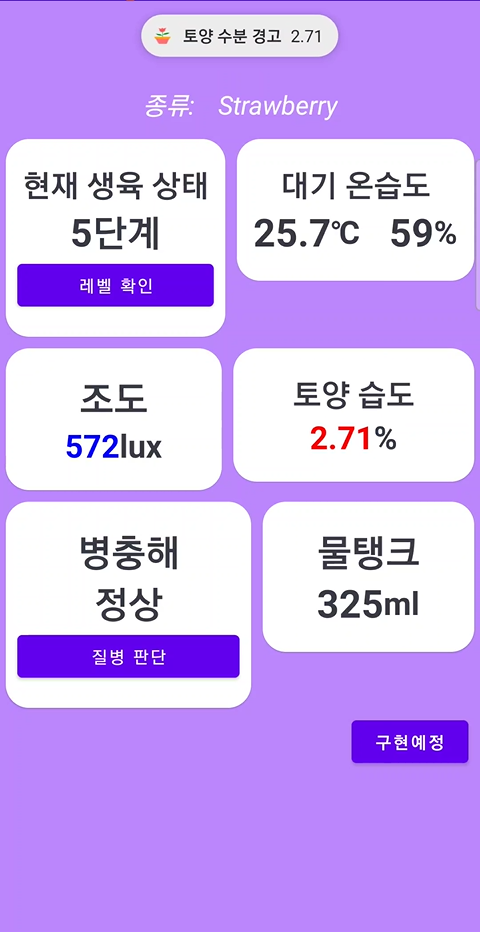 토양 수분 경고 2.71
종류: Strawberry
현재 생육 상태
5단계
레벨 확인
대기 온습도
25.7℃ 59%
조도
572lux
토양 습도
2.71%
병충해
정상
질병 판단
물탱크
325ml
구현예정